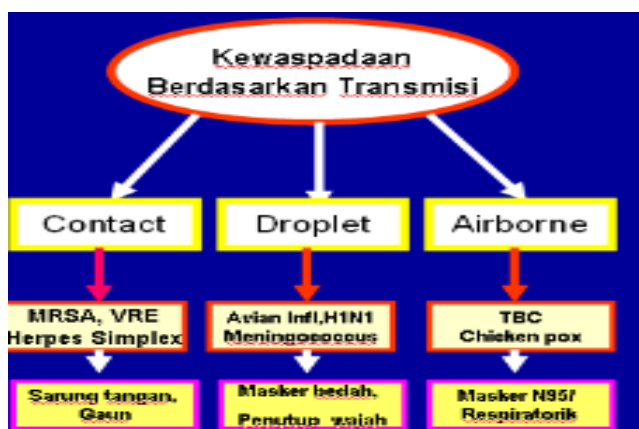 Kewaspadaan
Berdasarkan Transmisi
Contact
Droplet
Airborne
MRSA, VRE
Herpes Simplex
Avian Infl,H1N1
Meningococcus
TBC
Chicken pox
Sarung tangan,
Gaun
Masker bedah,
Penutup wajah
Masker N95/
Respiratorik